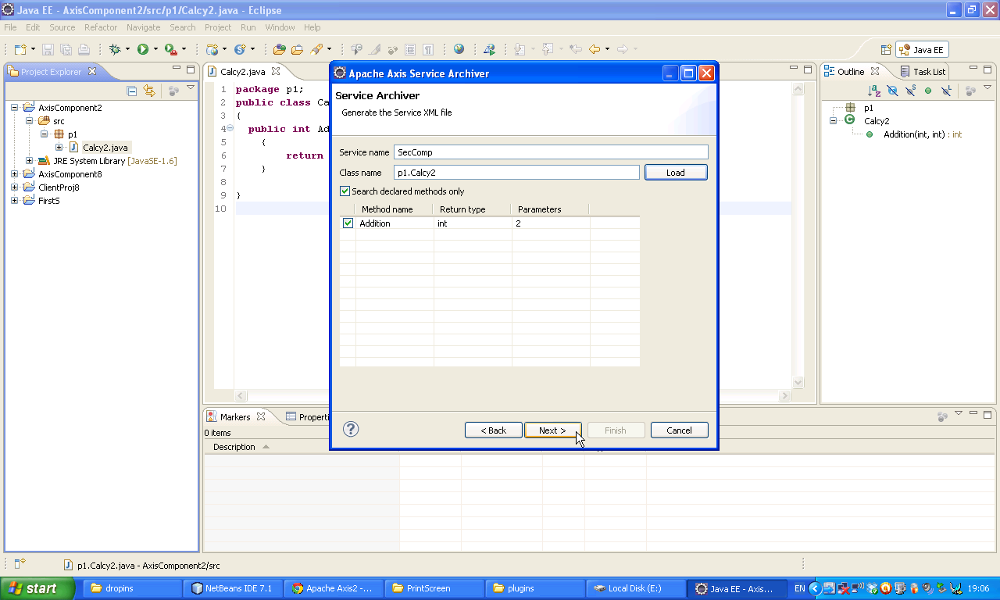 Java EE - AxisComponent2/src/p1/Calcy2.java - Eclipse
File Edit Source Refactor Navigate Search Project Run Window Help
Java EE
Project Explorer
AxisComponent2
src
p1
Calcy2.java
JRE System Library [JavaSE-1.6]
AxisComponent8
ClientProj8
FirstS
Calcy2.java
1 package p1;
2 public class Ca
3 {
4 public int Ad
5 {
6 return
7 }
8
9 }
10
Apache Axis Service Archiver
Service Archiver
Generate the Service XML file
Service name SecComp
Class name p1.Calcy2 Load
Search declared methods only
Method name Return type Parameters
Addition int 2
? < Back Next > Finish Cancel
Outline Task List
p1
Calcy2
Addition(int, int) : int
Markers Properti
0 items
Description
p1.Calcy2.java - AxisComponent2/src
start dropins NetBeans IDE 7.1 Apache Axis2 -... PrintScreen plugins Local Disk (E:) Java EE - Axis... EN 19:06